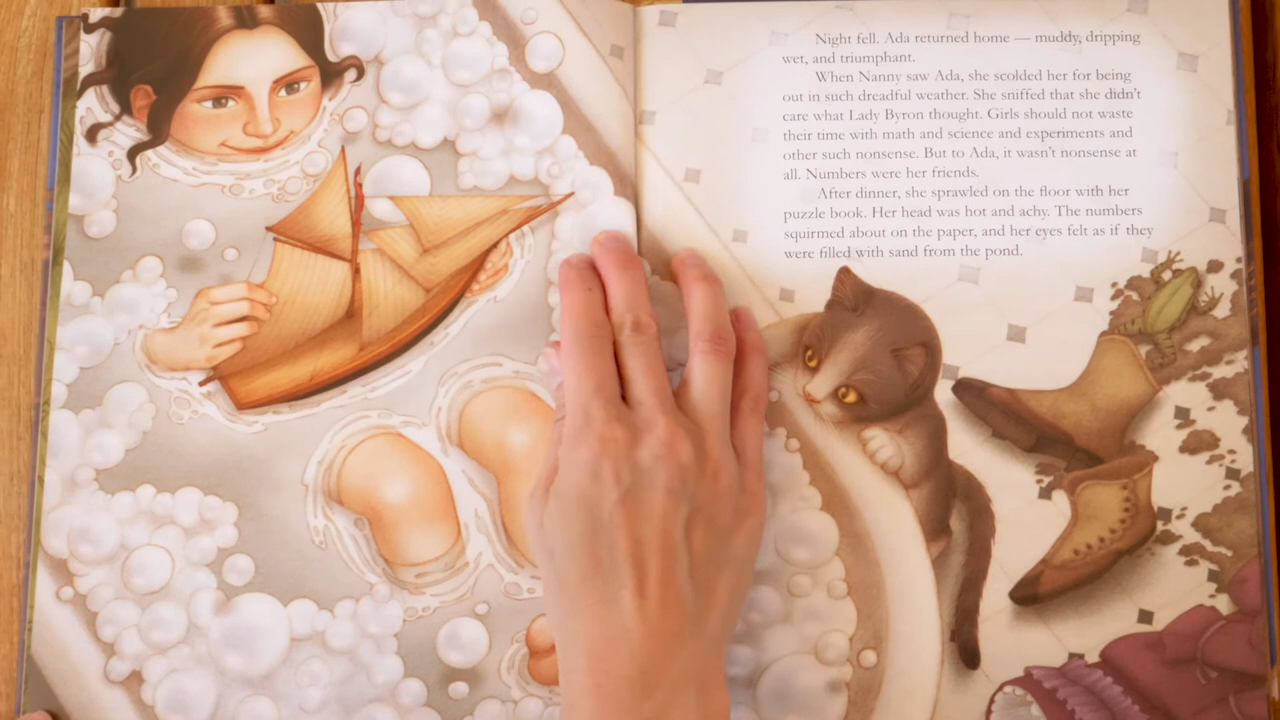 Night fell. Ada returned home — muddy, dripping
wet, and triumphant.
When Nanny saw Ada, she scolded her for being
out in such dreadful weather. She sniffed that she didn't
care what Lady Byron thought. Girls should not waste
their time with math and science and experiments and
other such nonsense. But to Ada, it wasn't nonsense at
all. Numbers were her friends.
After dinner, she sprawled on the floor with her
puzzle book. Her head was hot and achy. The numbers
squirmed about on the paper, and her eyes felt as if they
were filled with sand from the pond.